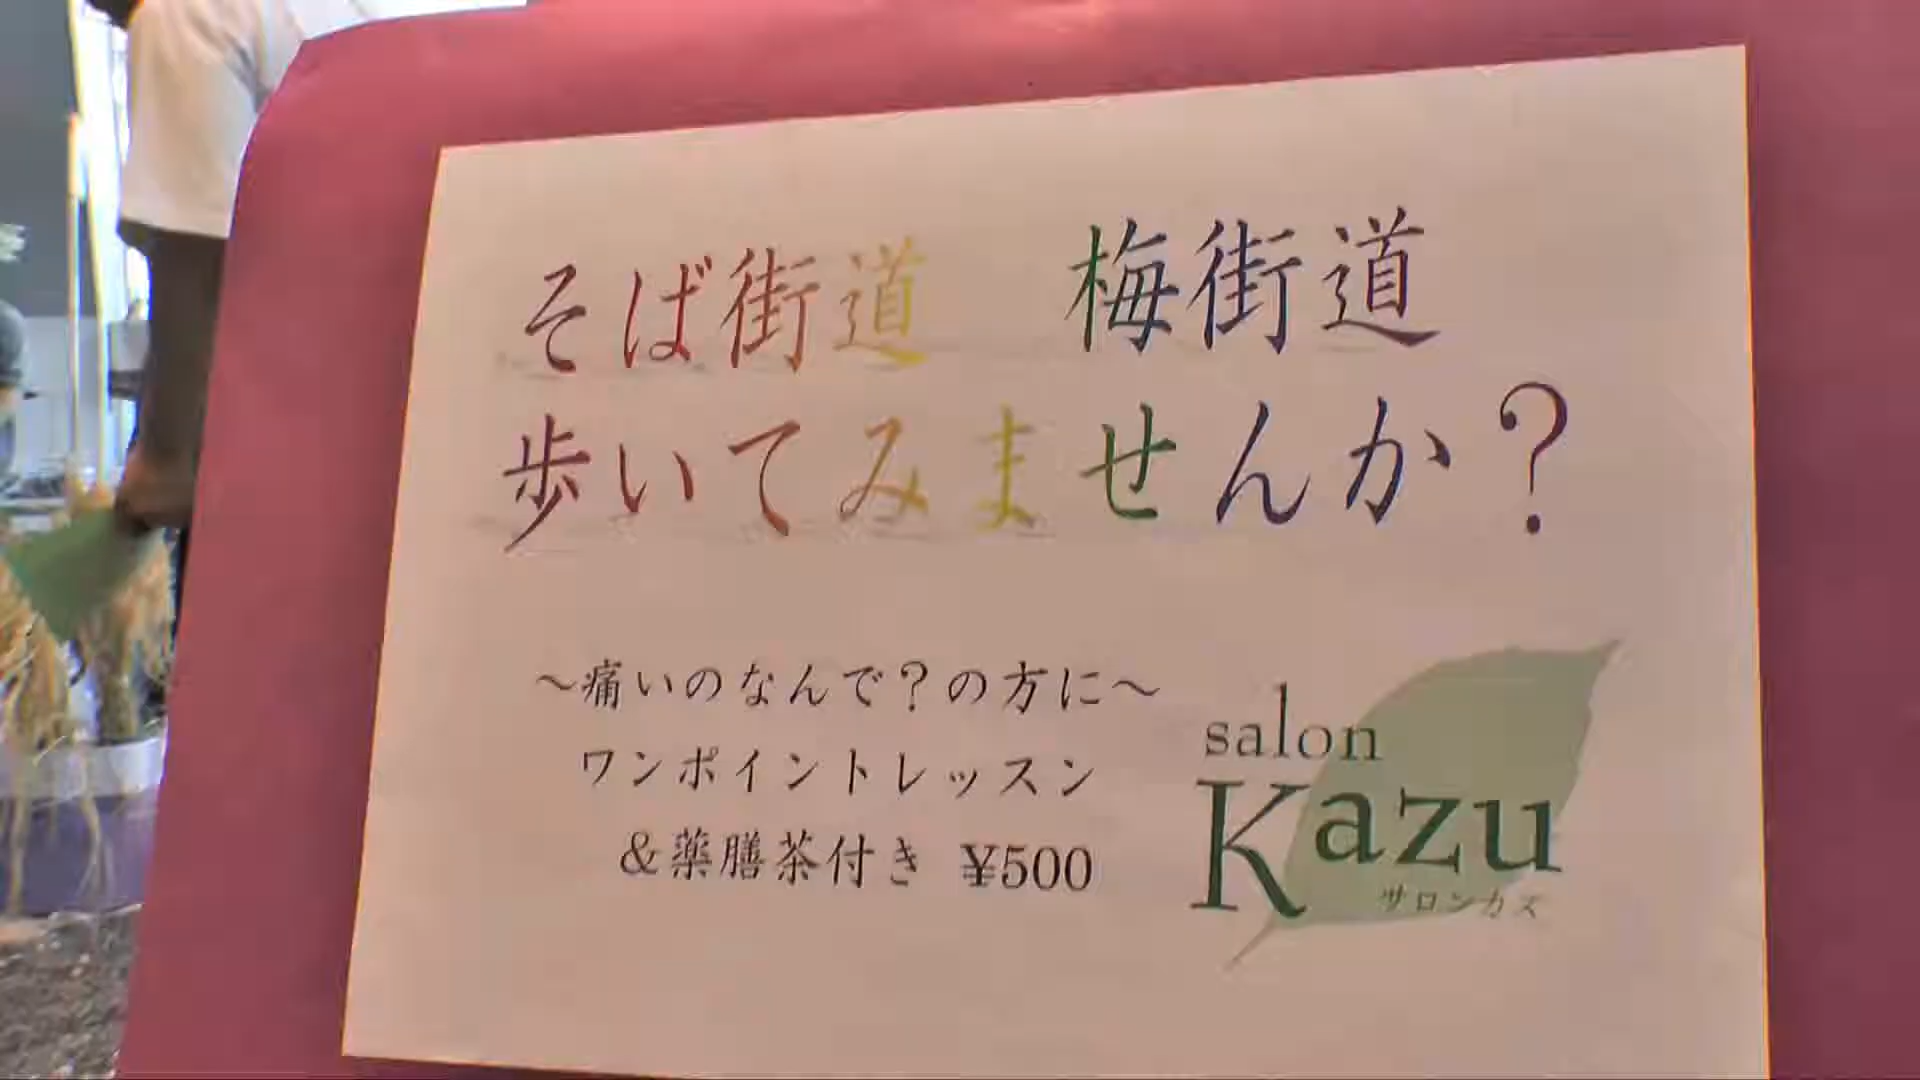 そば街道　梅街道
歩いてみませんか？
～痛いのなんで？の方に～
ワンポイントレッスン
＆薬膳茶付き ¥500
salon
Kazu
サロンカズ